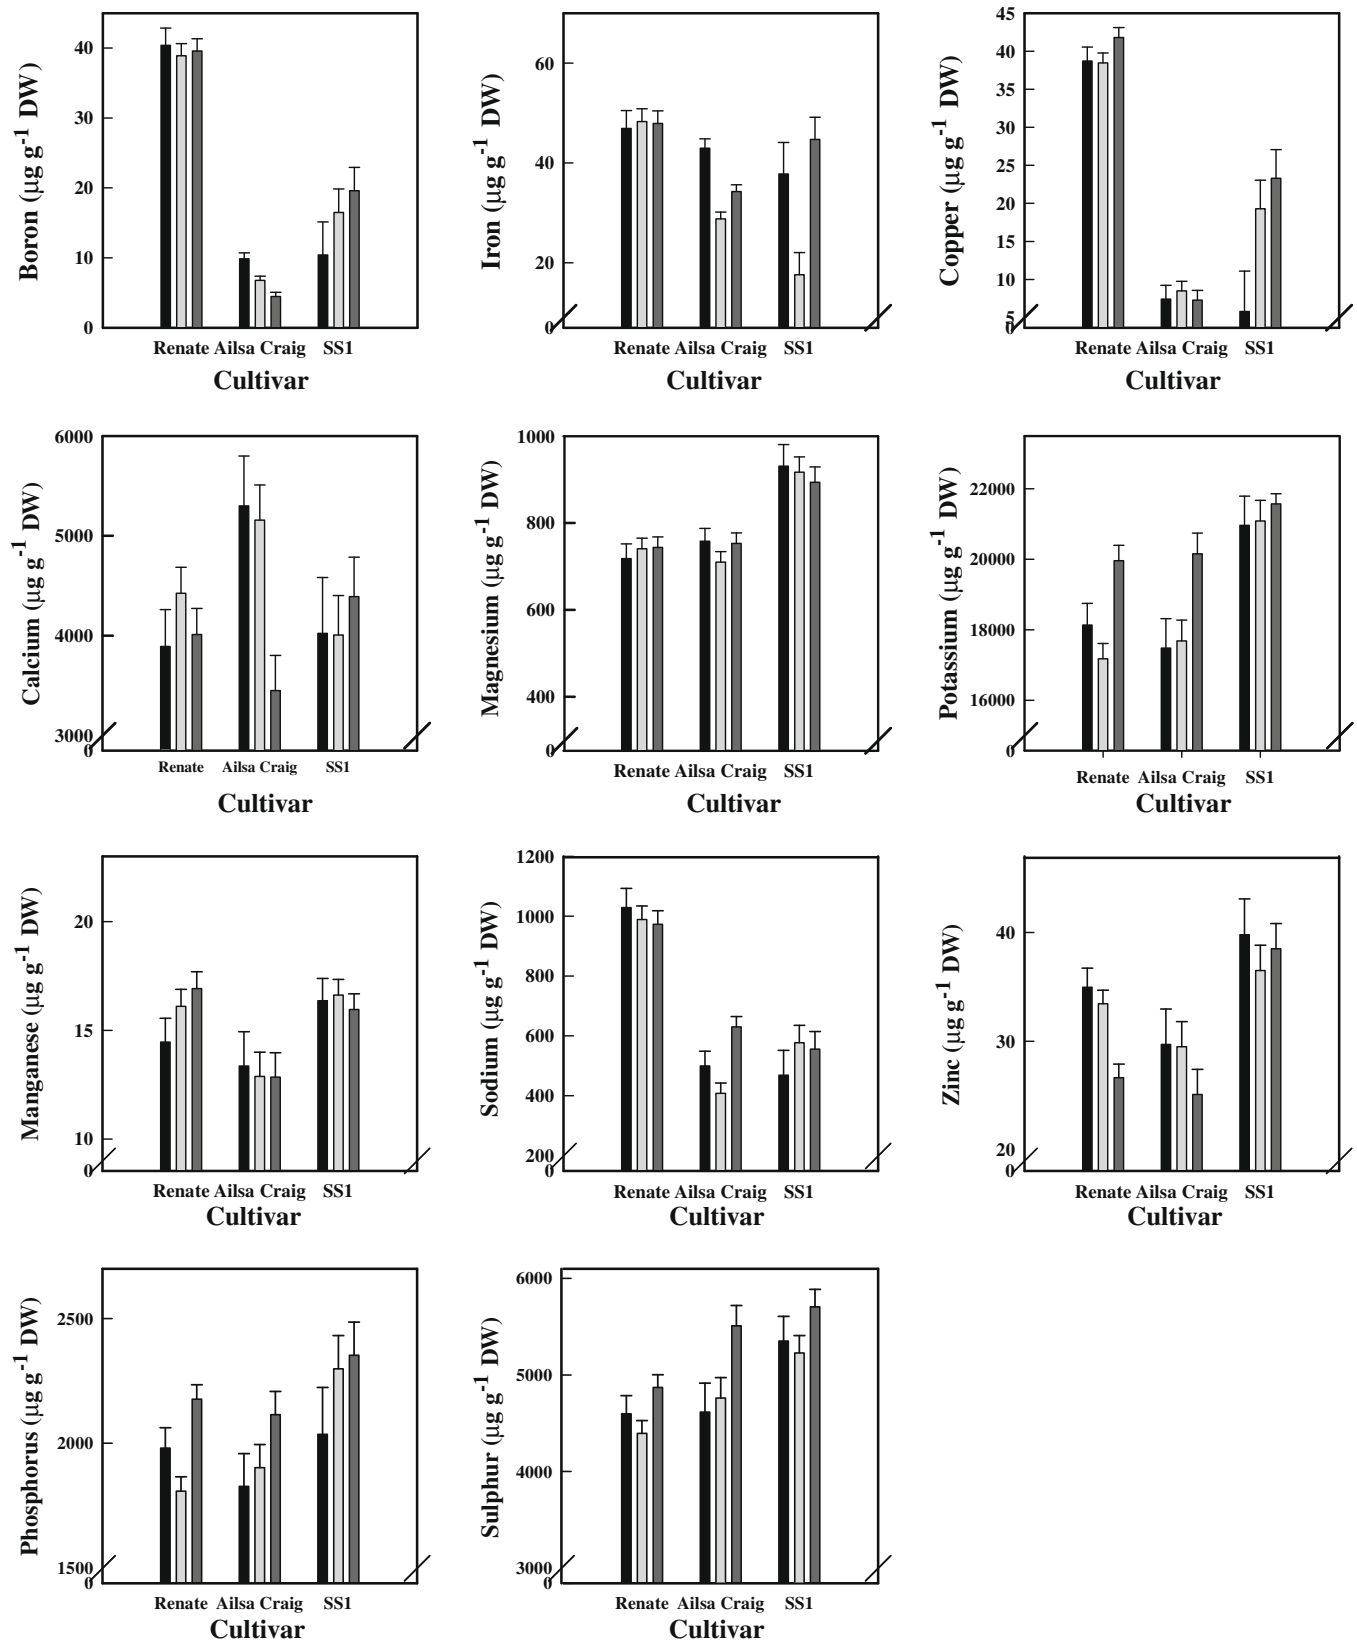 Boron (μg g-1 DW)
40
30
20
10
0
Renate Ailsa Craig SS1
Cultivar
Iron (μg g-1 DW)
60
40
20
0
Renate Ailsa Craig SS1
Cultivar
Copper (μg g-1 DW)
45
40
35
30
25
20
15
10
5
0
Renate Ailsa Craig SS1
Cultivar
Calcium (μg g-1 DW)
6000
5000
4000
3000
0
Renate Ailsa Craig SS1
Cultivar
Magnesium (μg g-1 DW)
1000
800
600
400
0
Renate Ailsa Craig SS1
Cultivar
Potassium (μg g-1 DW)
22000
20000
18000
16000
0
Renate Ailsa Craig SS1
Cultivar
Manganese (μg g-1 DW)
20
15
10
0
Renate Ailsa Craig SS1
Cultivar
Sodium (μg g-1 DW)
1200
1000
800
600
400
200
0
Renate Ailsa Craig SS1
Cultivar
Zinc (μg g-1 DW)
40
30
20
0
Renate Ailsa Craig SS1
Cultivar
Phosphorus (μg g-1 DW)
2500
2000
1500
0
Renate Ailsa Craig SS1
Cultivar
Sulphur (μg g-1 DW)
6000
5000
4000
3000
0
Renate Ailsa Craig SS1
Cultivar